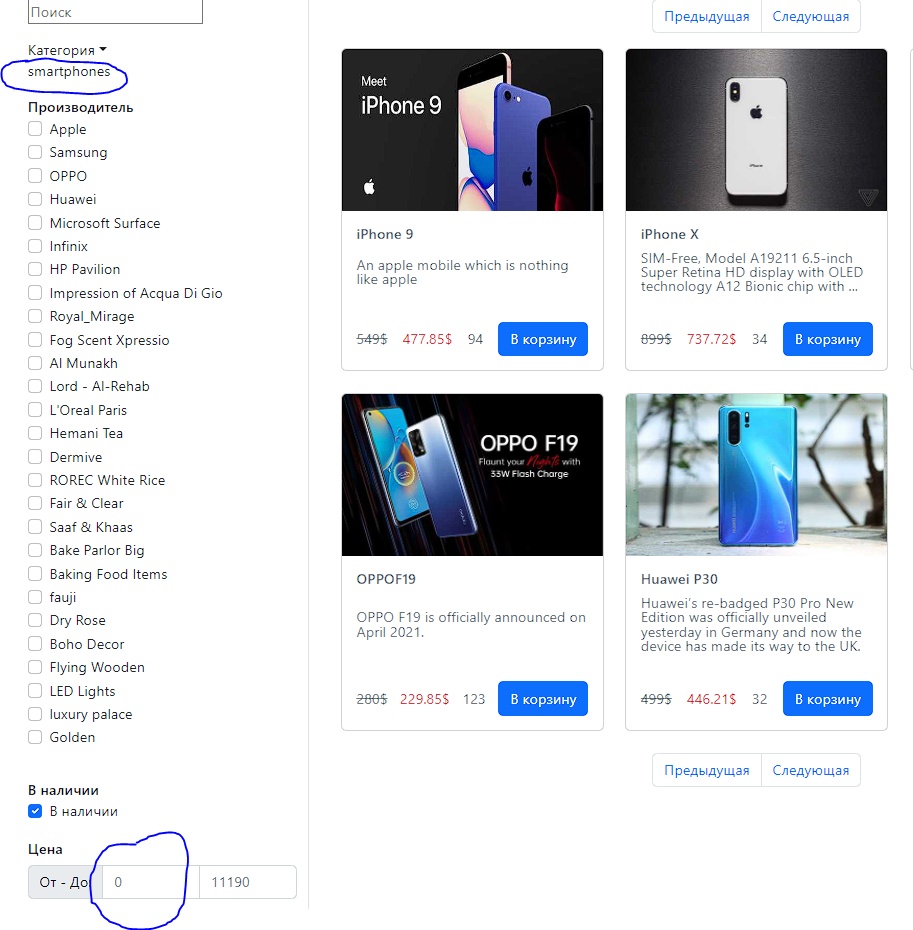 Поиск
Категория
smartphones
Производитель
Apple
Samsung
OPPO
Huawei
Microsoft Surface
Infinix
HP Pavilion
Impression of Acqua Di Gio
Royal_Mirage
Fog Scent Xpressio
Al Munakh
Lord - Al-Rehab
L'Oreal Paris
Hemani Tea
Dermive
ROREC White Rice
Fair & Clear
Saaf & Khaas
Bake Parlor Big
Baking Food Items
fauji
Dry Rose
Boho Decor
Flying Wooden
LED Lights
luxury palace
Golden
В наличии
В наличии
Цена
От - До
0
11190
Предыдущая Следующая
Meet
iPhone 9
iPhone 9
An apple mobile which is nothing
like apple
549$ 477.85$ 94 В корзину
iPhone
iPhone X
SIM-Free, Model A19211 6.5-inch
Super Retina HD display with OLED
technology A12 Bionic chip with ...
899$ 737.72$ 34 В корзину
OPPO F19
Flaunt your Nights with
33W Flash Charge
OPPOF19
OPPO F19 is officially announced on
April 2021.
280$ 229.85$ 123 В корзину
Huawei P30
Huawei's re-badged P30 Pro New
Edition was officially unveiled
yesterday in Germany and now the
device has made its way to the UK.
499$ 446.21$ 32 В корзину
Предыдущая Следующая